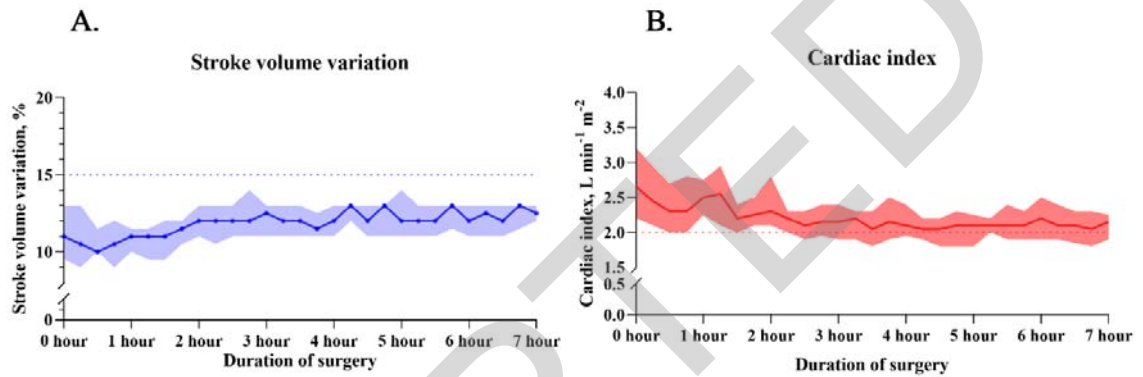 A.
Stroke volume variation
Stroke volume variation, %
20
15
10
0
0 hour 1 hour 2 hour 3 hour 4 hour 5 hour 6 hour 7 hour
Duration of surgery
B.
Cardiac index
Cardiac index, L min⁻¹ m⁻²
4.0
3.5
3.0
2.5
2.0
1.5
0.5
0.0
0 hour 1 hour 2 hour 3 hour 4 hour 5 hour 6 hour 7 hour
Duration of surgery
PTED